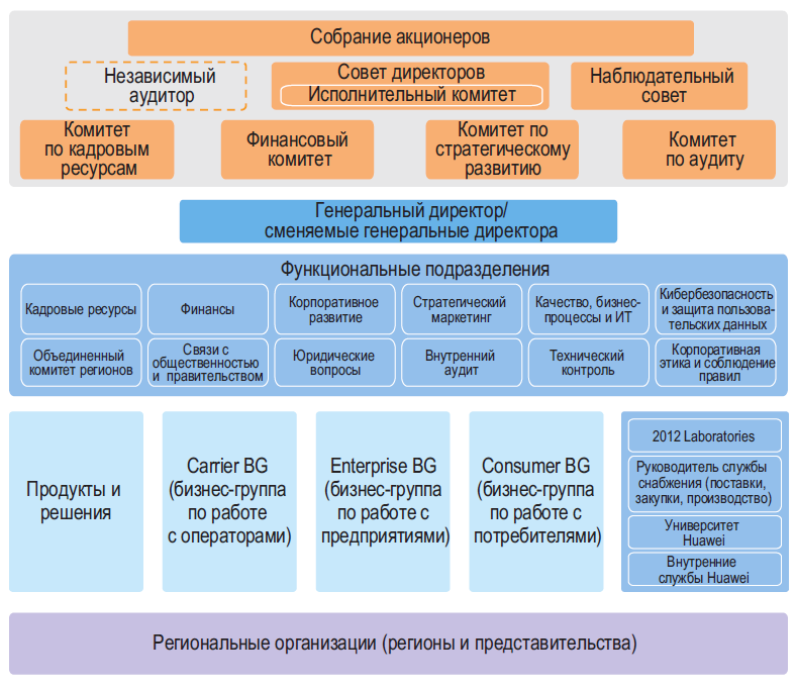 Собрание акционеров
Независимый
аудитор
Совет директоров
Исполнительный комитет
Наблюдательный
совет
Комитет
по кадровым
ресурсам
Финансовый
комитет
Комитет по
стратегическому
развитию
Комитет
по аудиту
Генеральный директор/
сменяемые генеральные директора
Функциональные подразделения
Кадровые ресурсы
Финансы
Корпоративное
развитие
Стратегический
маркетинг
Качество, бизнес-
процессы и ИТ
Кибербезопасность
и защита пользова-
тельских данных
Объединенный
комитет регионов
Связи с
общественностью
и правительством
Юридические
вопросы
Внутренний
аудит
Технический
контроль
Корпоративная
этика и соблюдение
правил
Продукты и
решения
Carrier BG
(бизнес-группа
по работе
с операторами)
Enterprise BG
(бизнес-группа
по работе с
предприятиями)
Consumer BG
(бизнес-группа
по работе с
потребителями)
2012 Laboratories
Руководитель службы
снабжения (поставки,
закупки, производство)
Университет
Huawei
Внутренние
службы Huawei
Региональные организации (регионы и представительства)